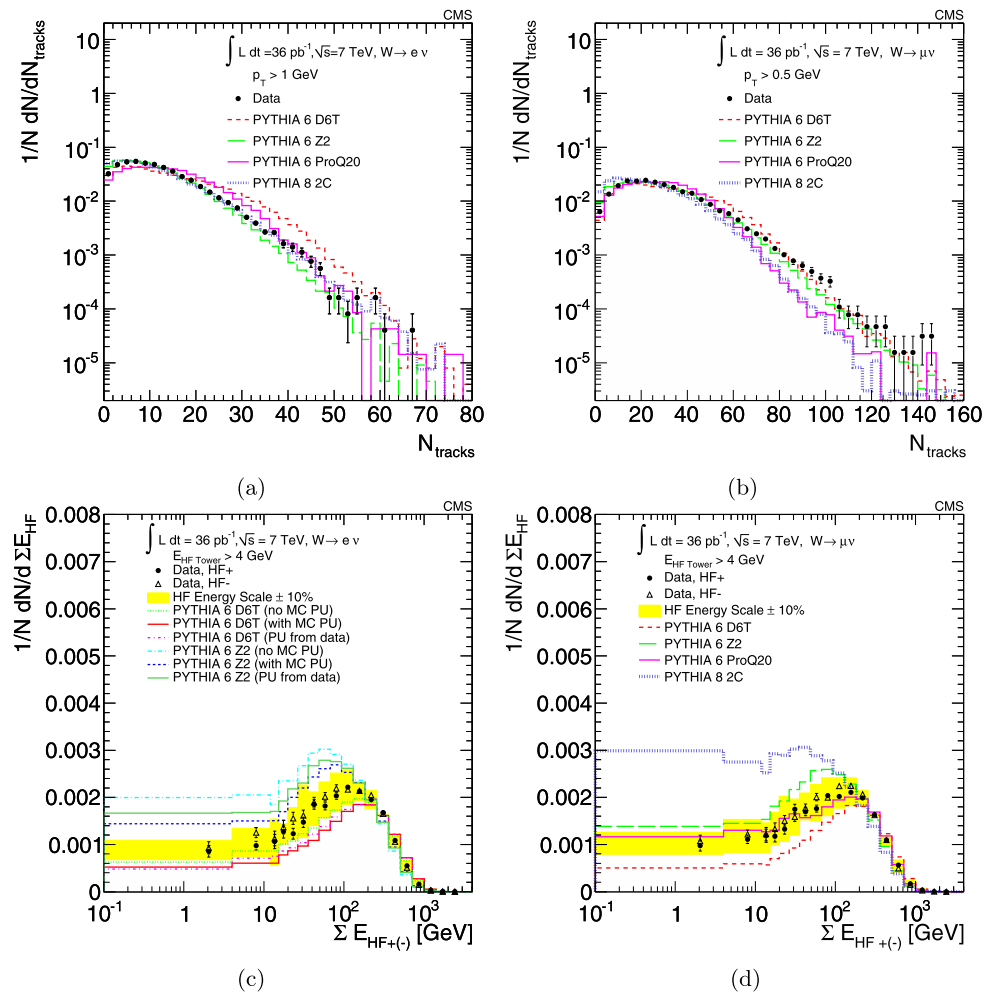 CMS
∫ L dt =36 pb⁻¹,√s=7 TeV, W→ e ν
p_T > 1 GeV
Data
PYTHIA 6 D6T
PYTHIA 6 Z2
PYTHIA 6 ProQ20
PYTHIA 8 2C
1/N dN/dN_tracks
10
1
10⁻¹
10⁻²
10⁻³
10⁻⁴
10⁻⁵
0 10 20 30 40 50 60 70 80
N_tracks
(a)
CMS
∫ L dt = 36 pb⁻¹, √s = 7 TeV, W→ μν
p_T > 0.5 GeV
Data
PYTHIA 6 D6T
PYTHIA 6 Z2
PYTHIA 6 ProQ20
PYTHIA 8 2C
1/N dN/dN_tracks
10
1
10⁻¹
10⁻²
10⁻³
10⁻⁴
10⁻⁵
0 20 40 60 80 100 120 140 160
N_tracks
(b)
CMS
∫ L dt = 36 pb⁻¹,√s = 7 TeV, W→ e ν
E_HF Tower > 4 GeV
Data, HF+
Data, HF-
HF Energy Scale ± 10%
PYTHIA 6 D6T (no MC PU)
PYTHIA 6 D6T (with MC PU)
PYTHIA 6 D6T (PU from data)
PYTHIA 6 Z2 (no MC PU)
PYTHIA 6 Z2 (with MC PU)
PYTHIA 6 Z2 (PU from data)
1/N dN/d ΣE_HF
0.008
0.007
0.006
0.005
0.004
0.003
0.002
0.001
0
10⁻¹ 1 10 10² 10³
Σ E_HF+(-) [GeV]
(c)
CMS
∫ L dt = 36 pb⁻¹, √s = 7 TeV, W→ μν
E_HF Tower > 4 GeV
Data, HF+
Data, HF-
HF Energy Scale ± 10%
PYTHIA 6 D6T
PYTHIA 6 Z2
PYTHIA 6 ProQ20
PYTHIA 8 2C
1/N dN/d ΣE_HF
0.008
0.007
0.006
0.005
0.004
0.003
0.002
0.001
0
10⁻¹ 1 10 10² 10³
Σ E_HF +(-) [GeV]
(d)